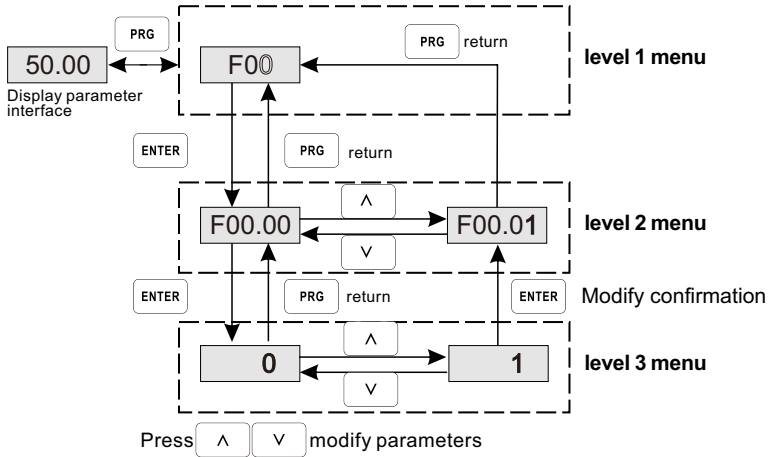 PRG
PRG return
50.00
F00
level 1 menu
Display parameter
interface
ENTER
PRG return
∧
F00.00
F00.01
level 2 menu
∨
ENTER
PRG return
ENTER Modify confirmation
∧
0
1
level 3 menu
∨
Press ∧ ∨ modify parameters